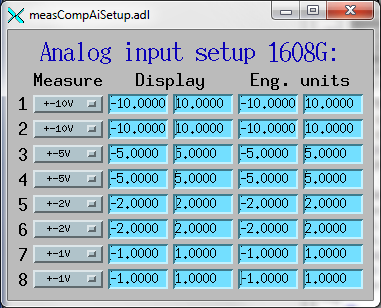 measCompAiSetup.adl
Analog input setup 1608G:
Measure Display Eng. units
1 +-10V -10.0000 10.0000 -10.0000 10.0000
2 +-10V -10.0000 10.0000 -10.0000 10.0000
3 +-5V -5.0000 5.0000 -5.0000 5.0000
4 +-5V -5.0000 5.0000 -5.0000 5.0000
5 +-2V -2.0000 2.0000 -2.0000 2.0000
6 +-2V -2.0000 2.0000 -2.0000 2.0000
7 +-1V -1.0000 1.0000 -1.0000 1.0000
8 +-1V -1.0000 1.0000 -1.0000 1.0000